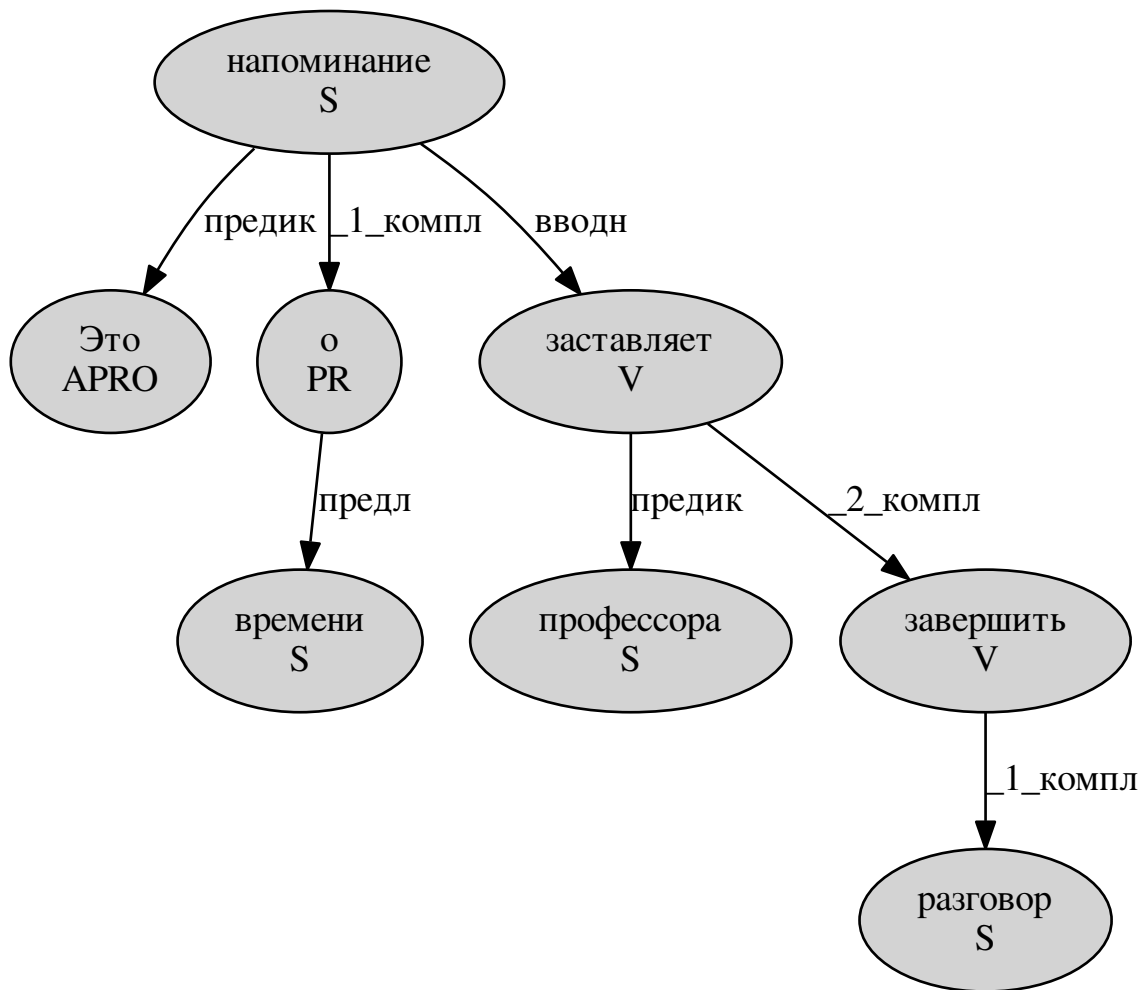 напоминание
S
предик
_1_компл
вводн
Это
APRO
о
PR
заставляет
V
предл
предик
_2_компл
времени
S
профессора
S
завершить
V
_1_компл
разговор
S